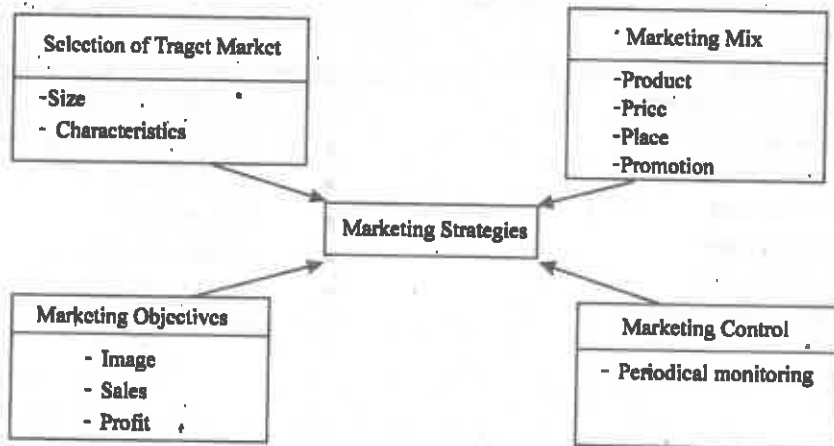 Selection of Traget Market
-Size
- Characteristics
Marketing Mix
-Product
-Price
-Place
-Promotion
Marketing Strategies
Marketing Objectives
- Image
- Sales
- Profit
Marketing Control
- Periodical monitoring